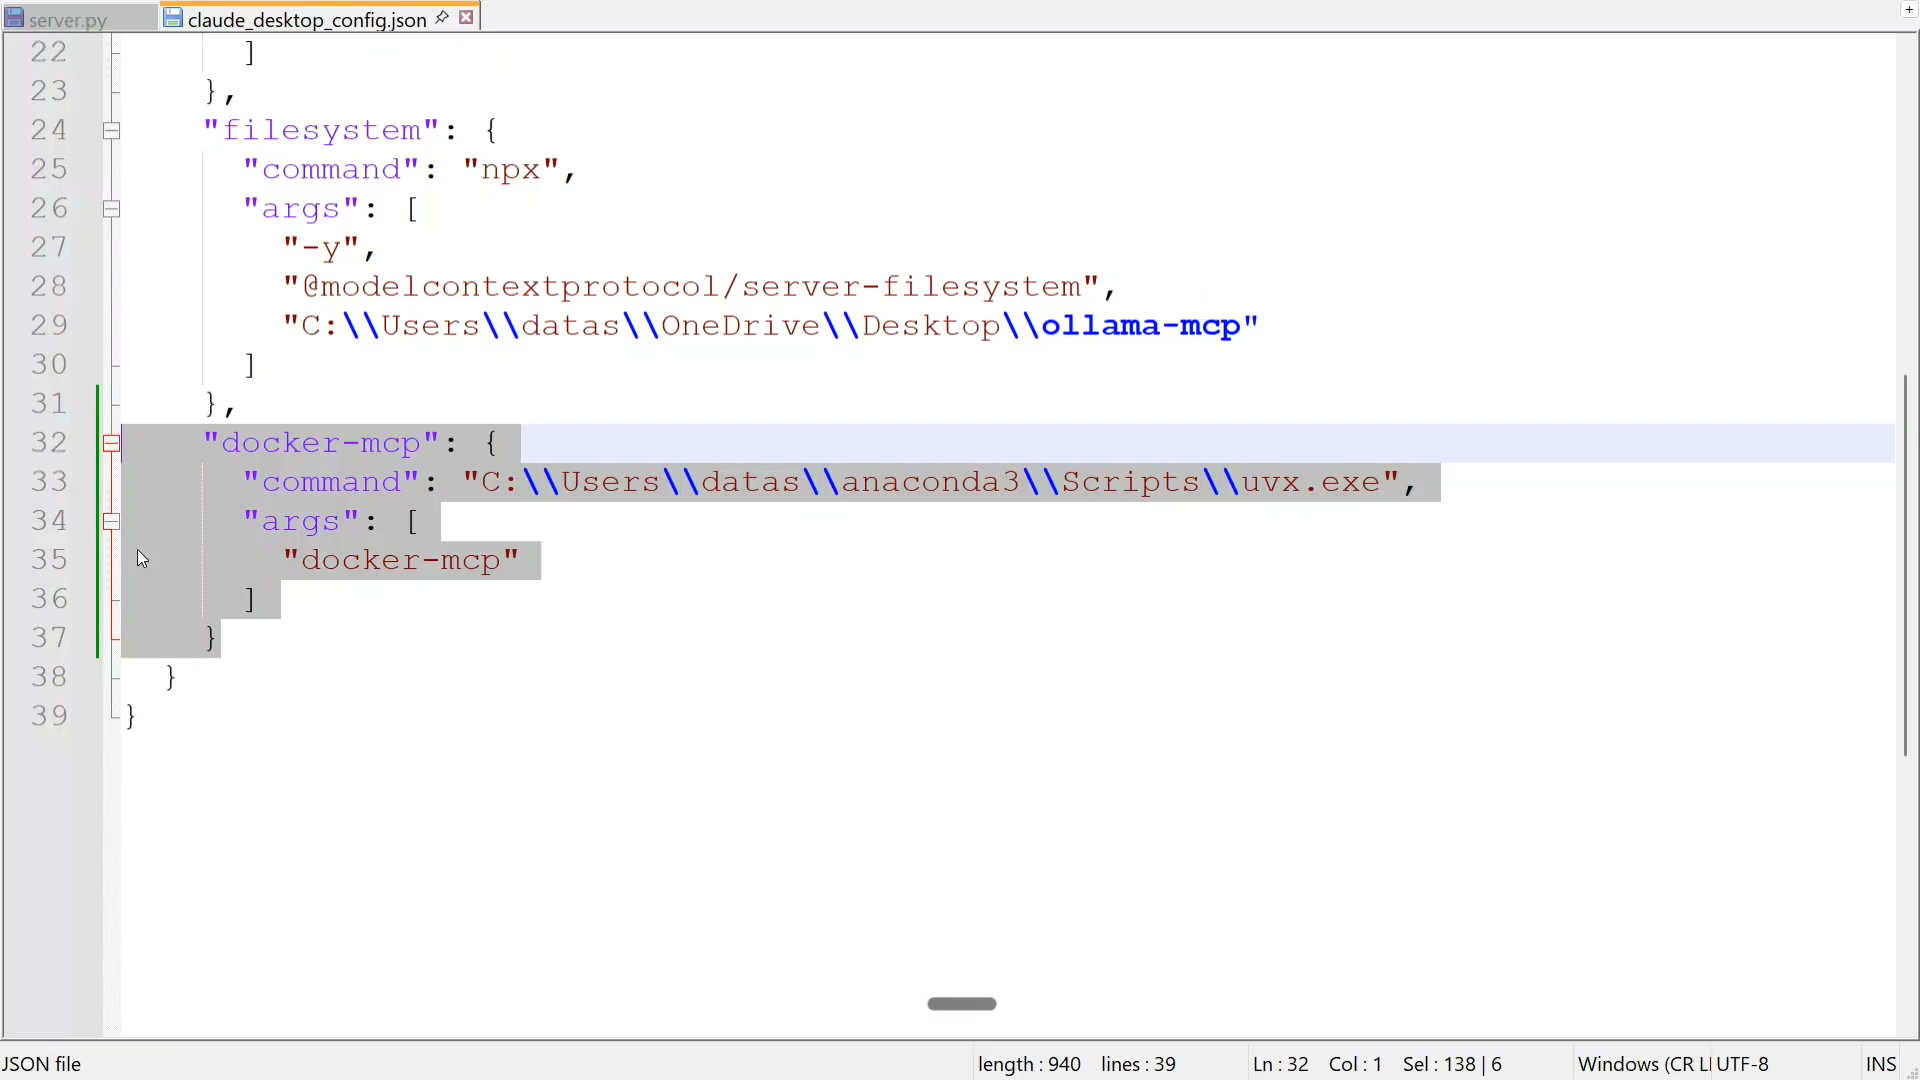 server.py
claude_desktop_config.json
+
22 ]
23 },
24 "filesystem": {
25 "command": "npx",
26 "args": [
27 "-y",
28 "@modelcontextprotocol/server-filesystem",
29 "C:\\Users\\datas\\OneDrive\\Desktop\\ollama-mcp"
30 ]
31 },
32 "docker-mcp": {
33 "command": "C:\\Users\\datas\\anaconda3\\Scripts\\uvx.exe",
34 "args": [
35 "docker-mcp"
36 ]
37 }
38 }
39 }
JSON file length : 940 lines : 39 Ln : 32 Col : 1 Sel : 138 | 6 Windows (CR L UTF-8 INS